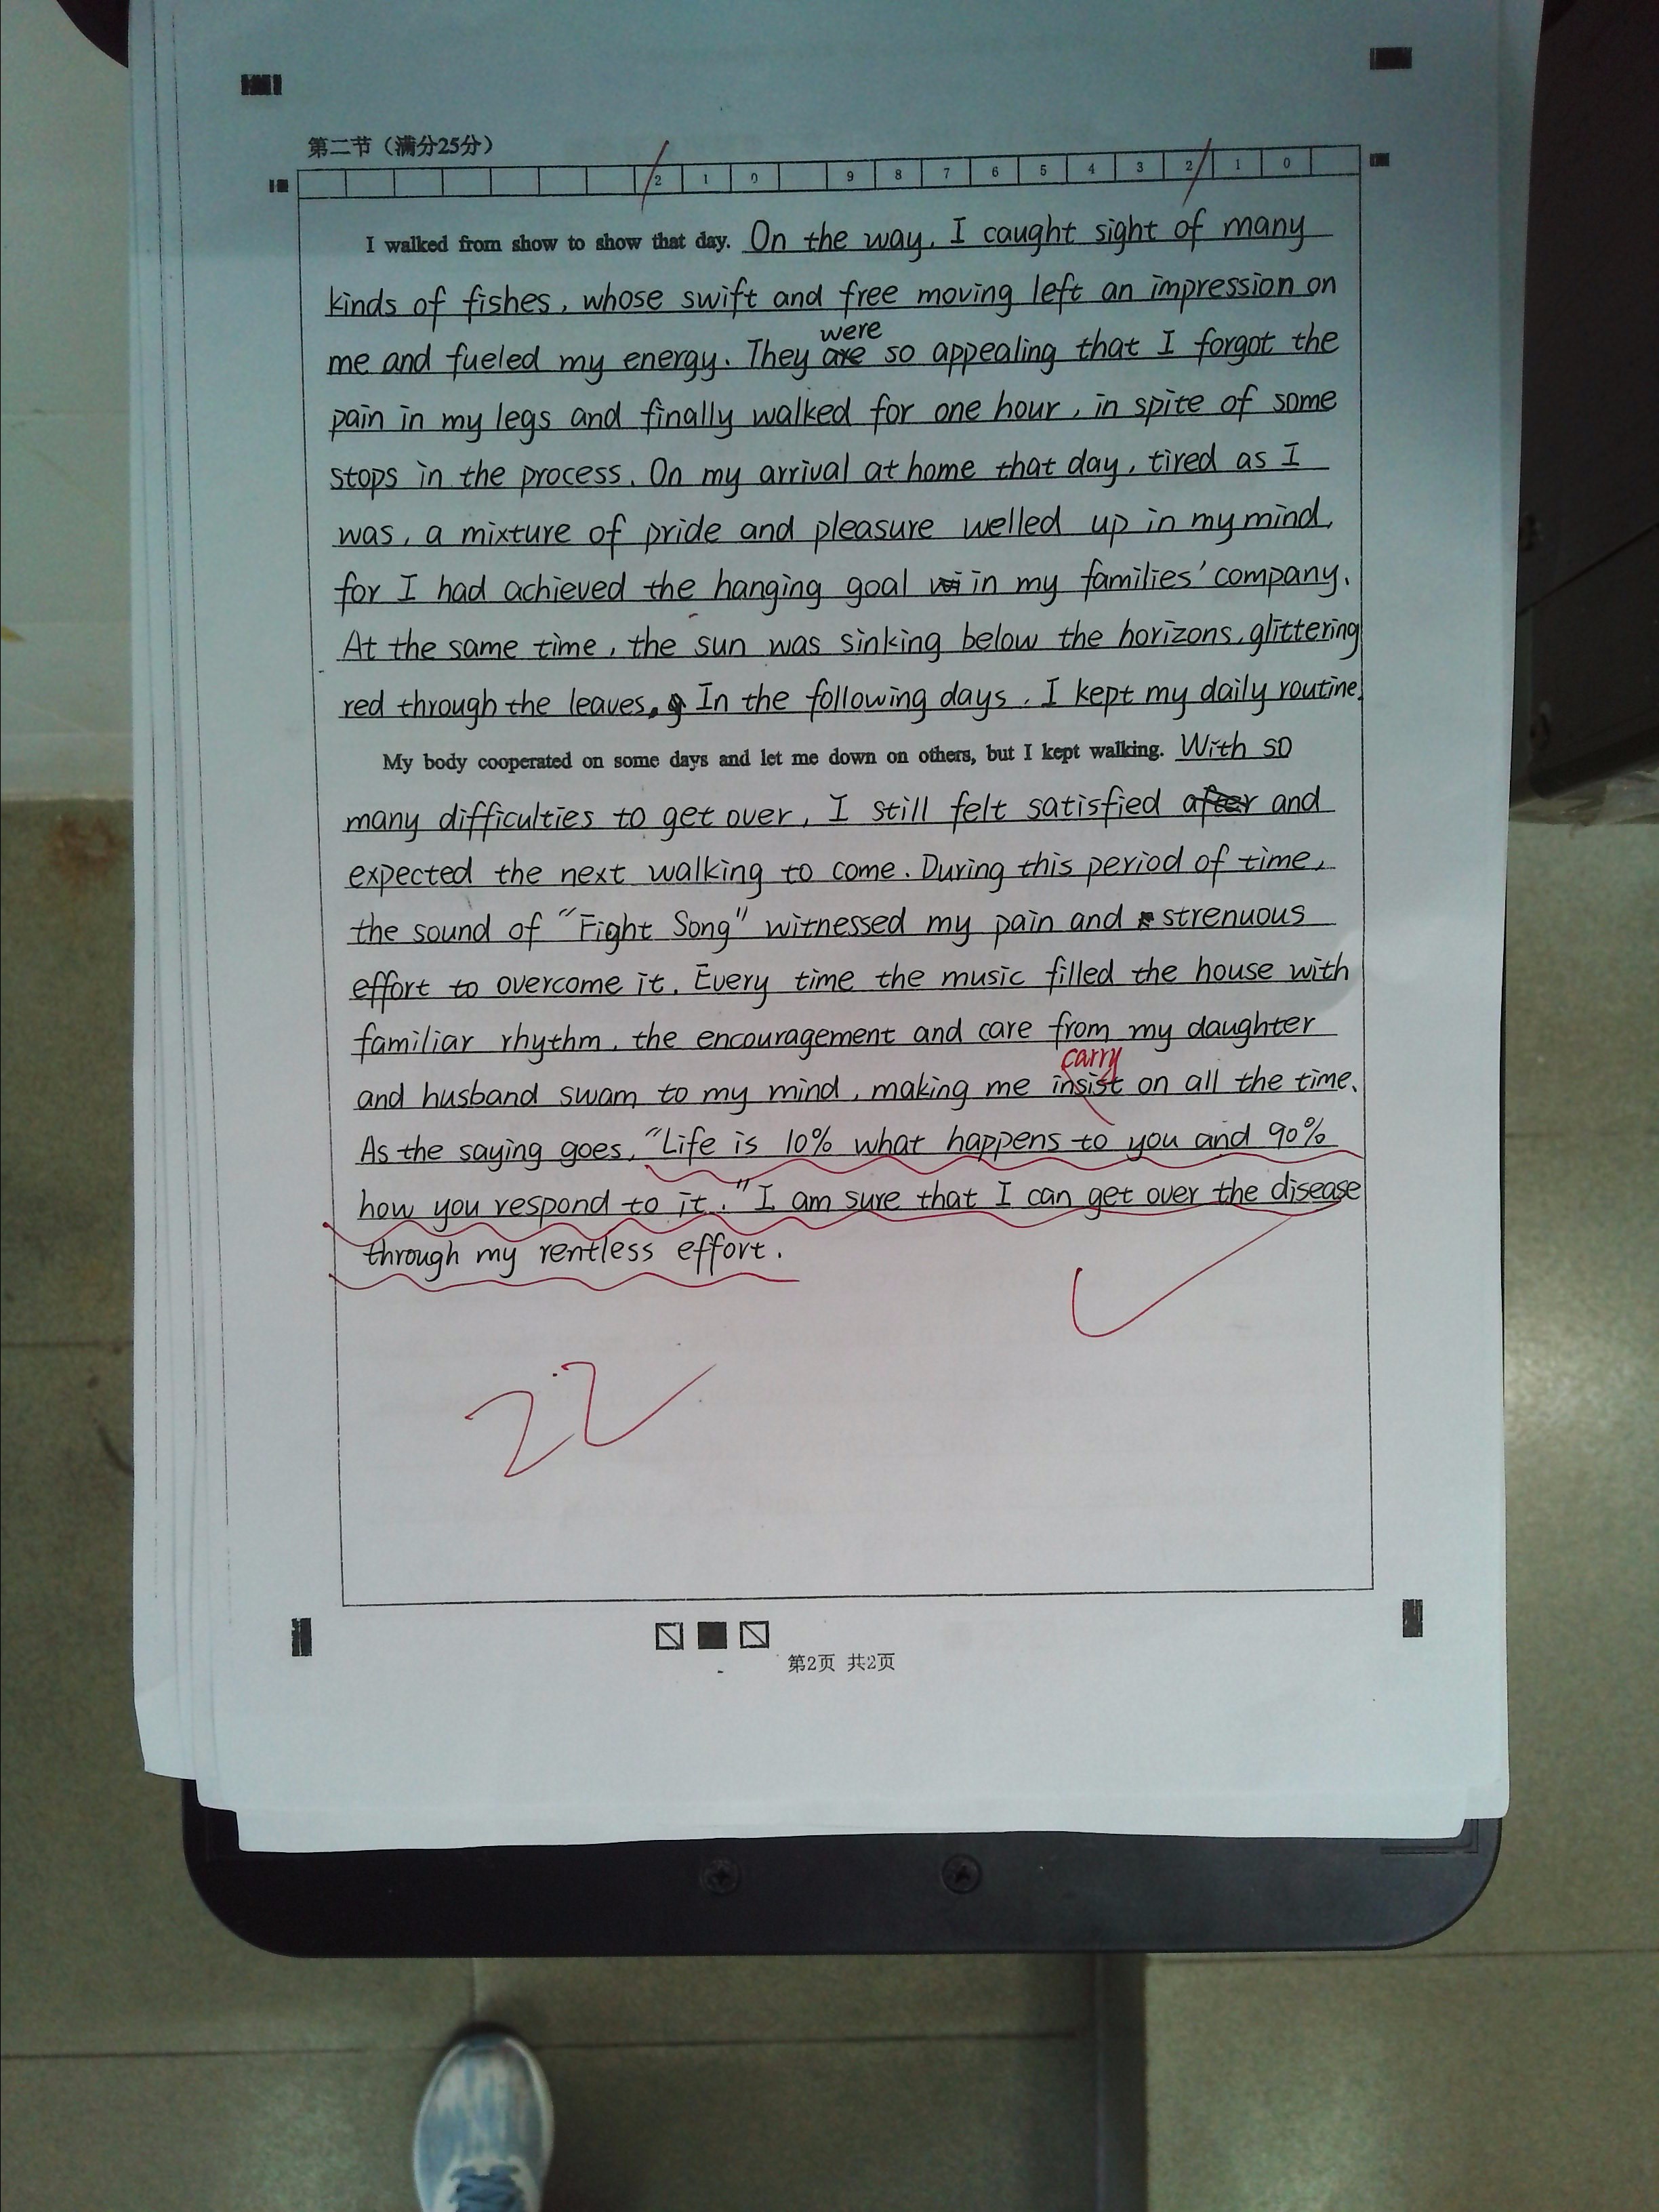 第二节（满分25分）
2 1 0 9 8 7 6 5 4 3 2 1 0
I walked from show to show that day. On the way, I caught sight of many
kinds of fishes, whose swift and free moving left an impression on
were
me and fueled my energy. They are so appealing that I forgot the
pain in my legs and finally walked for one hour, in spite of some
stops in the process. On my arrival at home that day, tired as I
was, a mixture of pride and pleasure welled up in my mind,
for I had achieved the hanging goal in my families' company.
At the same time, the sun was sinking below the horizons, glittering
red through the leaves. In the following days, I kept my daily routine.
My body cooperated on some days and let me down on others, but I kept walking. With so
many difficulties to get over, I still felt satisfied after and
expected the next walking to come. During this period of time,
the sound of "Fight Song" witnessed my pain and strenuous
effort to overcome it. Every time the music filled the house with
familiar rhythm, the encouragement and care from my daughter
carry
and husband swam to my mind, making me insist on all the time.
As the saying goes, "Life is 10% what happens to you and 90%
how you respond to it." I am sure that I can get over the disease
through my rentless effort.
22
第2页 共2页